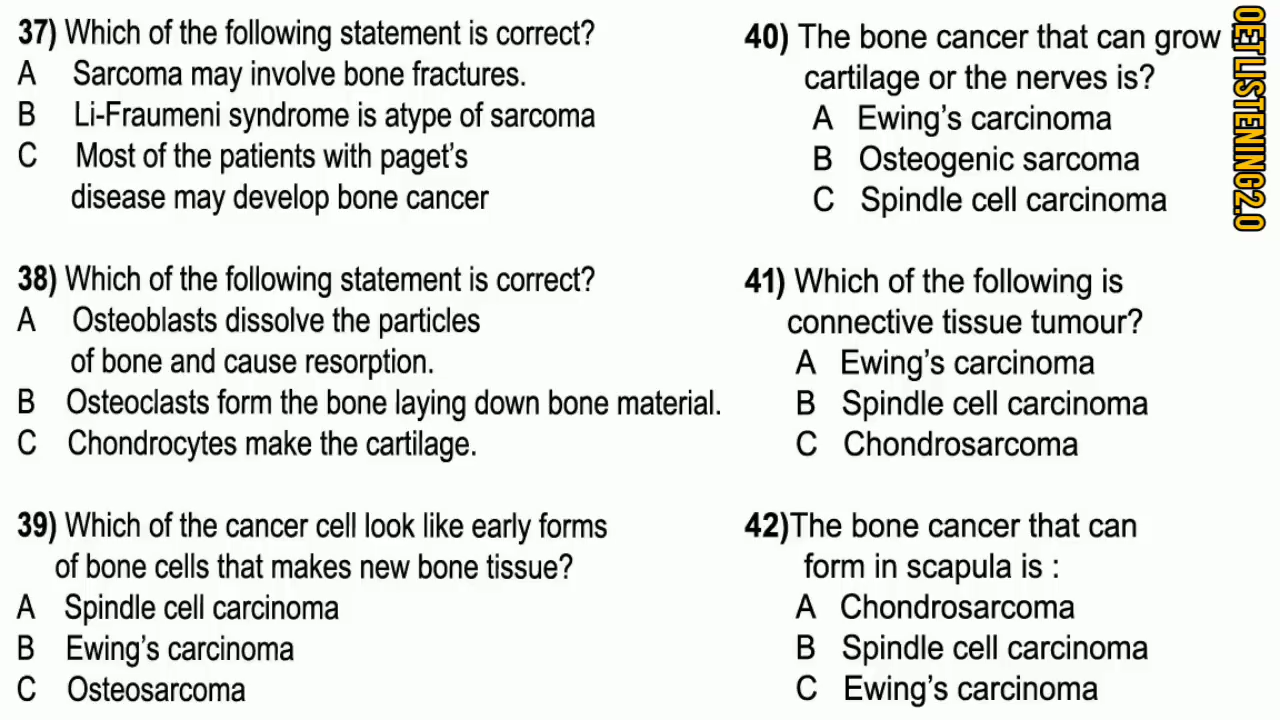 37) Which of the following statement is correct?
A Sarcoma may involve bone fractures.
B Li-Fraumeni syndrome is atype of sarcoma
C Most of the patients with paget's
disease may develop bone cancer
38) Which of the following statement is correct?
A Osteoblasts dissolve the particles
of bone and cause resorption.
B Osteoclasts form the bone laying down bone material.
C Chondrocytes make the cartilage.
39) Which of the cancer cell look like early forms
of bone cells that makes new bone tissue?
A Spindle cell carcinoma
B Ewing's carcinoma
C Osteosarcoma
40) The bone cancer that can grow
cartilage or the nerves is?
A Ewing's carcinoma
B Osteogenic sarcoma
C Spindle cell carcinoma
41) Which of the following is
connective tissue tumour?
A Ewing's carcinoma
B Spindle cell carcinoma
C Chondrosarcoma
42)The bone cancer that can
form in scapula is :
A Chondrosarcoma
B Spindle cell carcinoma
C Ewing's carcinoma
OET LISTENING2.0